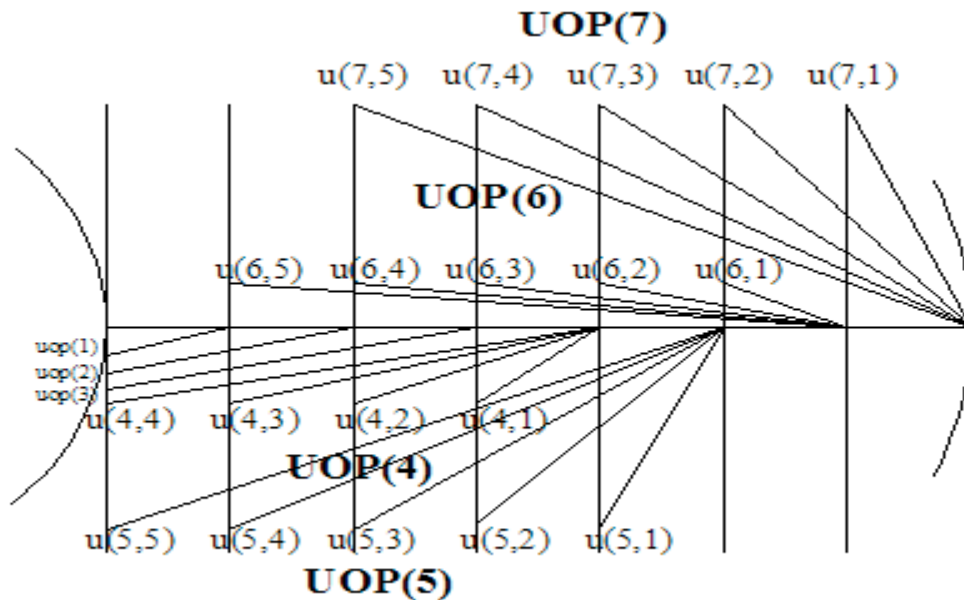 UOP(7)
u(7,5) u(7,4) u(7,3) u(7,2) u(7,1)
UOP(6)
u(6,5) u(6,4) u(6,3) u(6,2) u(6,1)
uop(1)
uop(2)
uop(3)
u(4,4) u(4,3) u(4,2) u(4,1)
UOP(4)
u(5,5) u(5,4) u(5,3) u(5,2) u(5,1)
UOP(5)